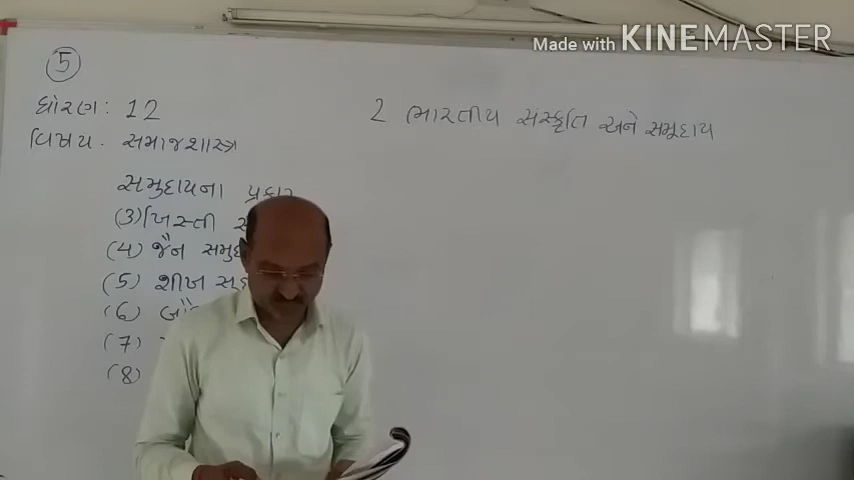 Made with KINEMASTER
5
ધોરણ: 12
વિષય. સમાજશાસ્ત્ર
2 ભારતીય સંસ્કૃતિ અને સમૂદાય
સમુદાયના પ્રકાર
(3) ખ્રિસ્તી
(4) જૈન
(5) શીખ
(6)
(7)
(8)